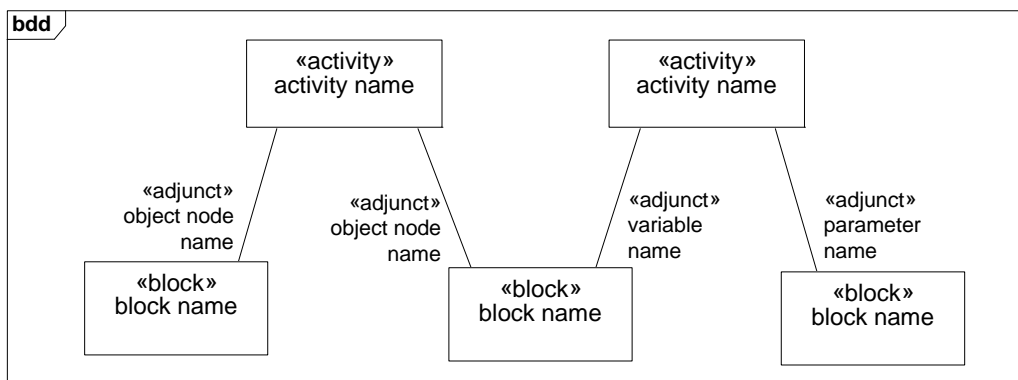 bdd
«activity»
activity name
«activity»
activity name
«adjunct»
object node
name
«adjunct»
object node
name
«adjunct»
variable
name
«adjunct»
parameter
name
«block»
block name
«block»
block name
«block»
block name